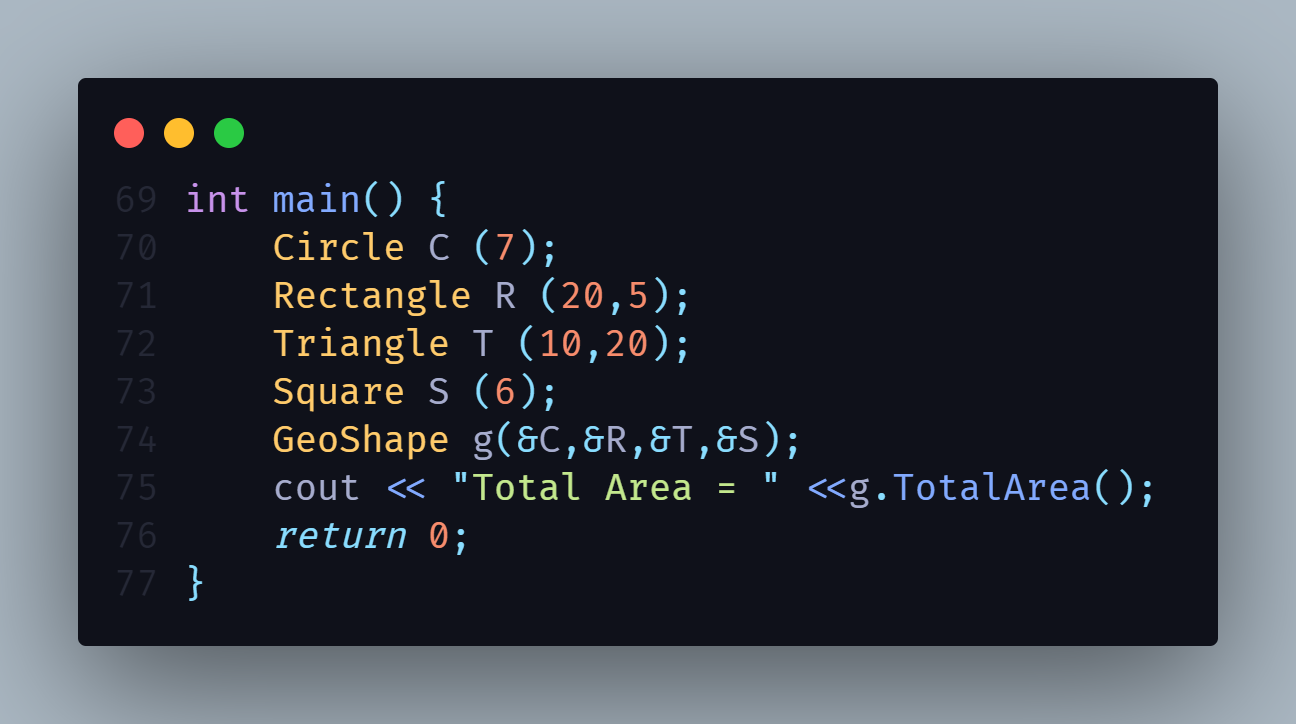 69 int main() {
70     Circle C (7);
71     Rectangle R (20,5);
72     Triangle T (10,20);
73     Square S (6);
74     GeoShape g(&C,&R,&T,&S);
75     cout << "Total Area = " <<g.TotalArea();
76     return 0;
77 }